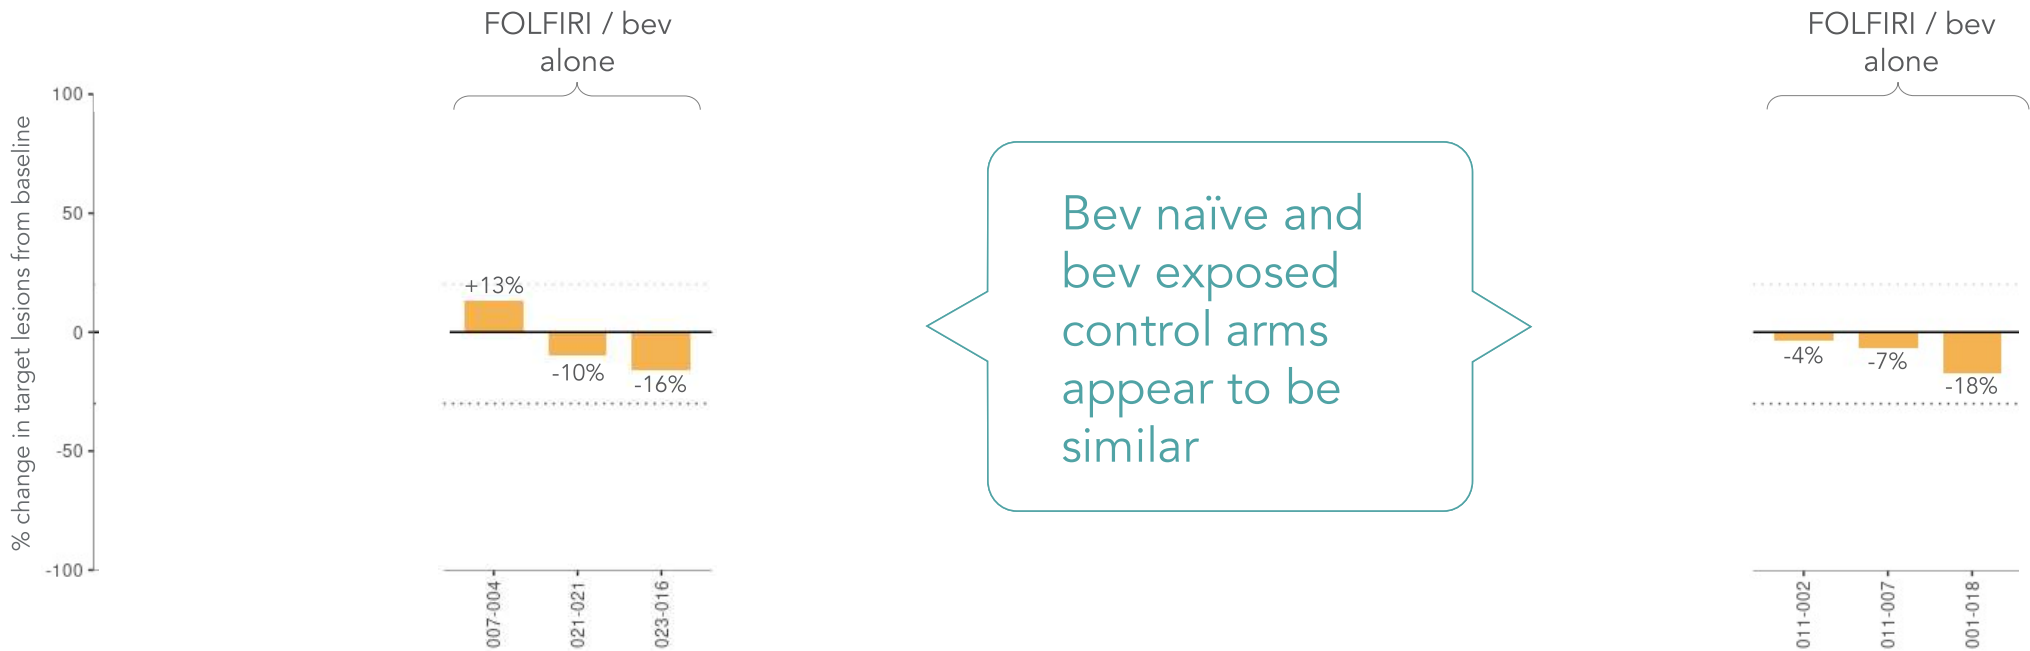 FOLFIRI / bev
alone
FOLFIRI / bev
alone
% change in target lesions from baseline
100
50
0
-50
-100
+13%
-10%
-16%
007-004
021-021
023-016
Bev naïve and
bev exposed
control arms
appear to be
similar
-4%
-7%
-18%
011-002
011-007
001-018